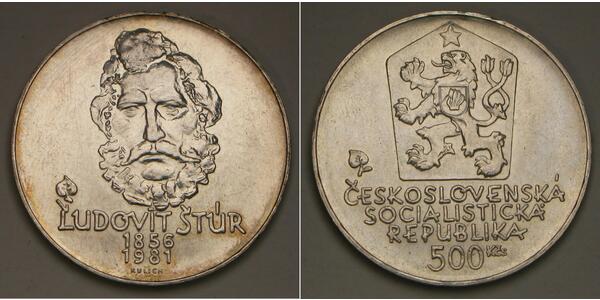 ĽUDOVÍT ŠTÚR
1856
1981
KULICH
ČESKOSLOVENSKÁ
SOCIALISTICKÁ
REPUBLIKA
500 Kčs